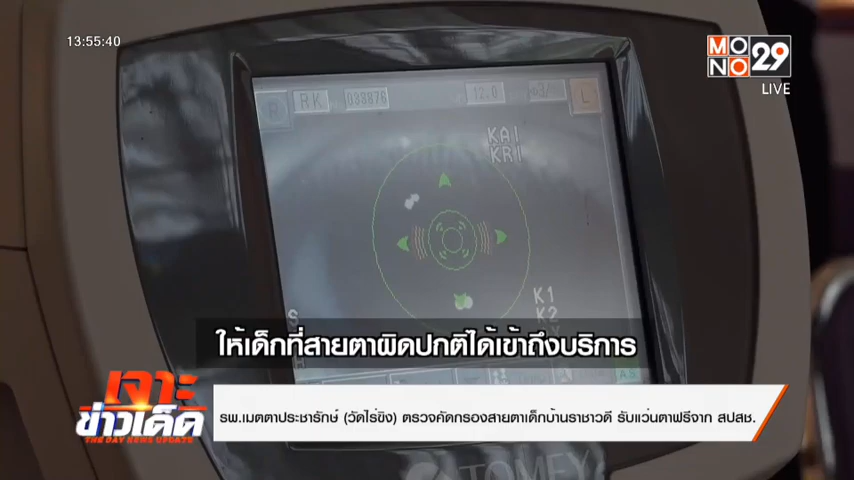 13:55:40
MONO 29
LIVE
R RK 033876 12.0 L
KAI
KRI
K1
K2
S
ให้เด็กที่สายตาผิดปกติได้เข้าถึงบริการ
AS
เจาะ
ข่าวเด็ด
THE DAY NEWS UPDATE
รพ.เมตตาประชารักษ์ (วัดไร่ขิง) ตรวจคัดกรองสายตาเด็กบ้านราชาวดี รับแว่นตาฟรีจาก สปสช.
TOMEY